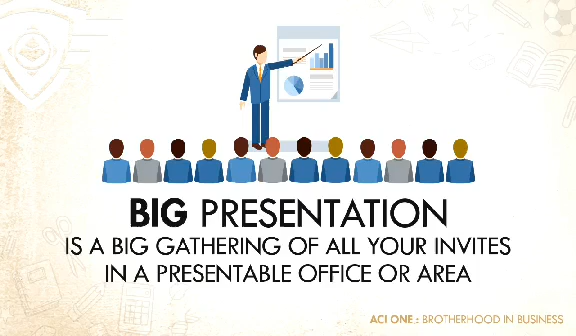 BIG PRESENTATION
IS A BIG GATHERING OF ALL YOUR INVITES
IN A PRESENTABLE OFFICE OR AREA
ACI ONE.: BROTHERHOOD IN BUSINESS